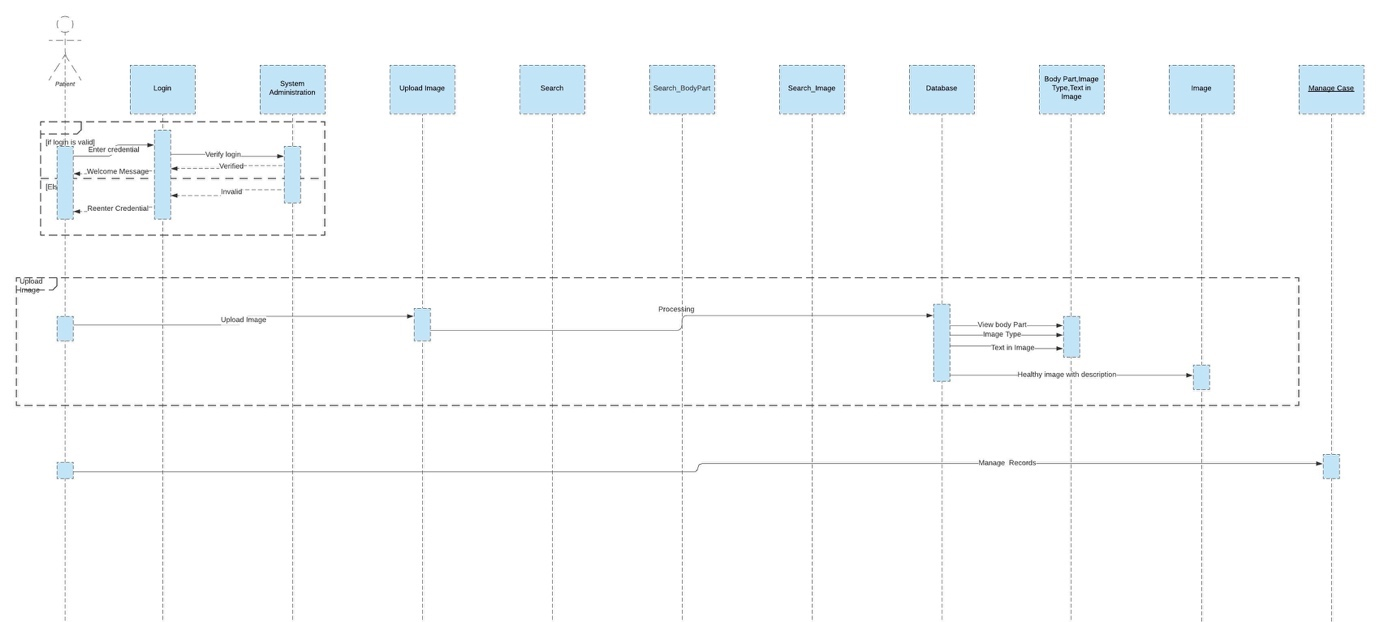 Patient
Login
System
Administration
Upload Image
Search
Search_BodyPart
Search_Image
Database
Body Part,Image
Type,Text in
Image
Image
Manage Case
[if login is valid]
Enter credential
Verify login
Verified
Welcome Message
[Els
Invalid
Reenter Credential
Upload
Image
Upload Image
Processing
View body Part
Image Type
Text in Image
Healthy image with description
Manage Records